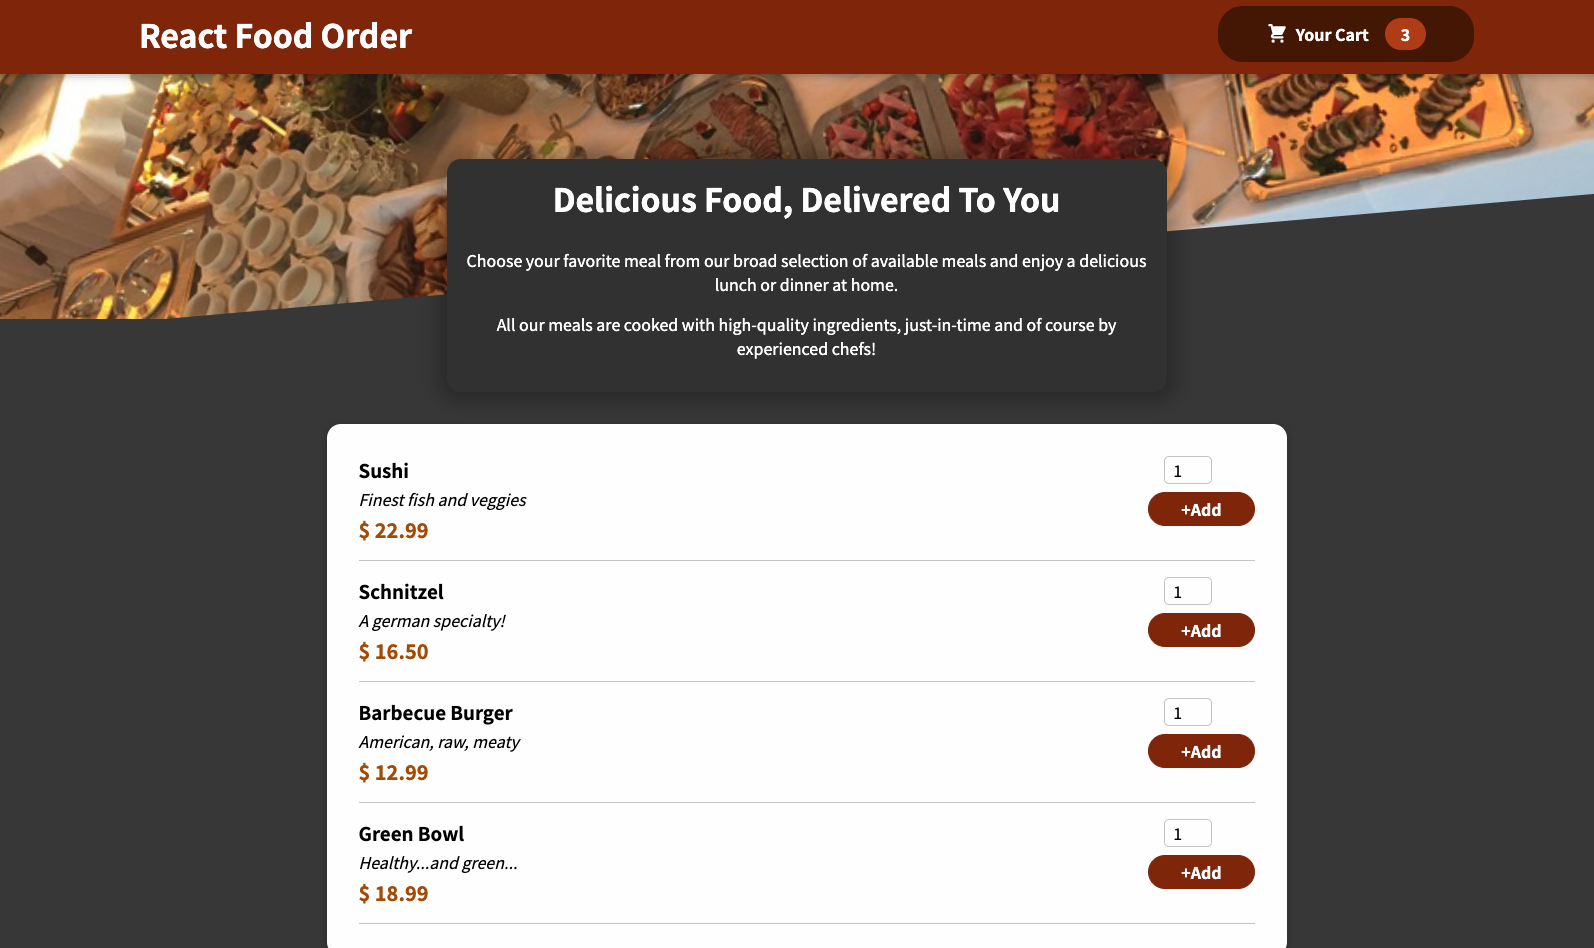 React Food Order
Your Cart 3
Delicious Food, Delivered To You
Choose your favorite meal from our broad selection of available meals and enjoy a delicious
lunch or dinner at home.
All our meals are cooked with high-quality ingredients, just-in-time and of course by
experienced chefs!
Sushi
1
Finest fish and veggies
+Add
$ 22.99
Schnitzel
1
A german specialty!
+Add
$ 16.50
Barbecue Burger
1
American, raw, meaty
+Add
$ 12.99
Green Bowl
1
Healthy...and green...
+Add
$ 18.99